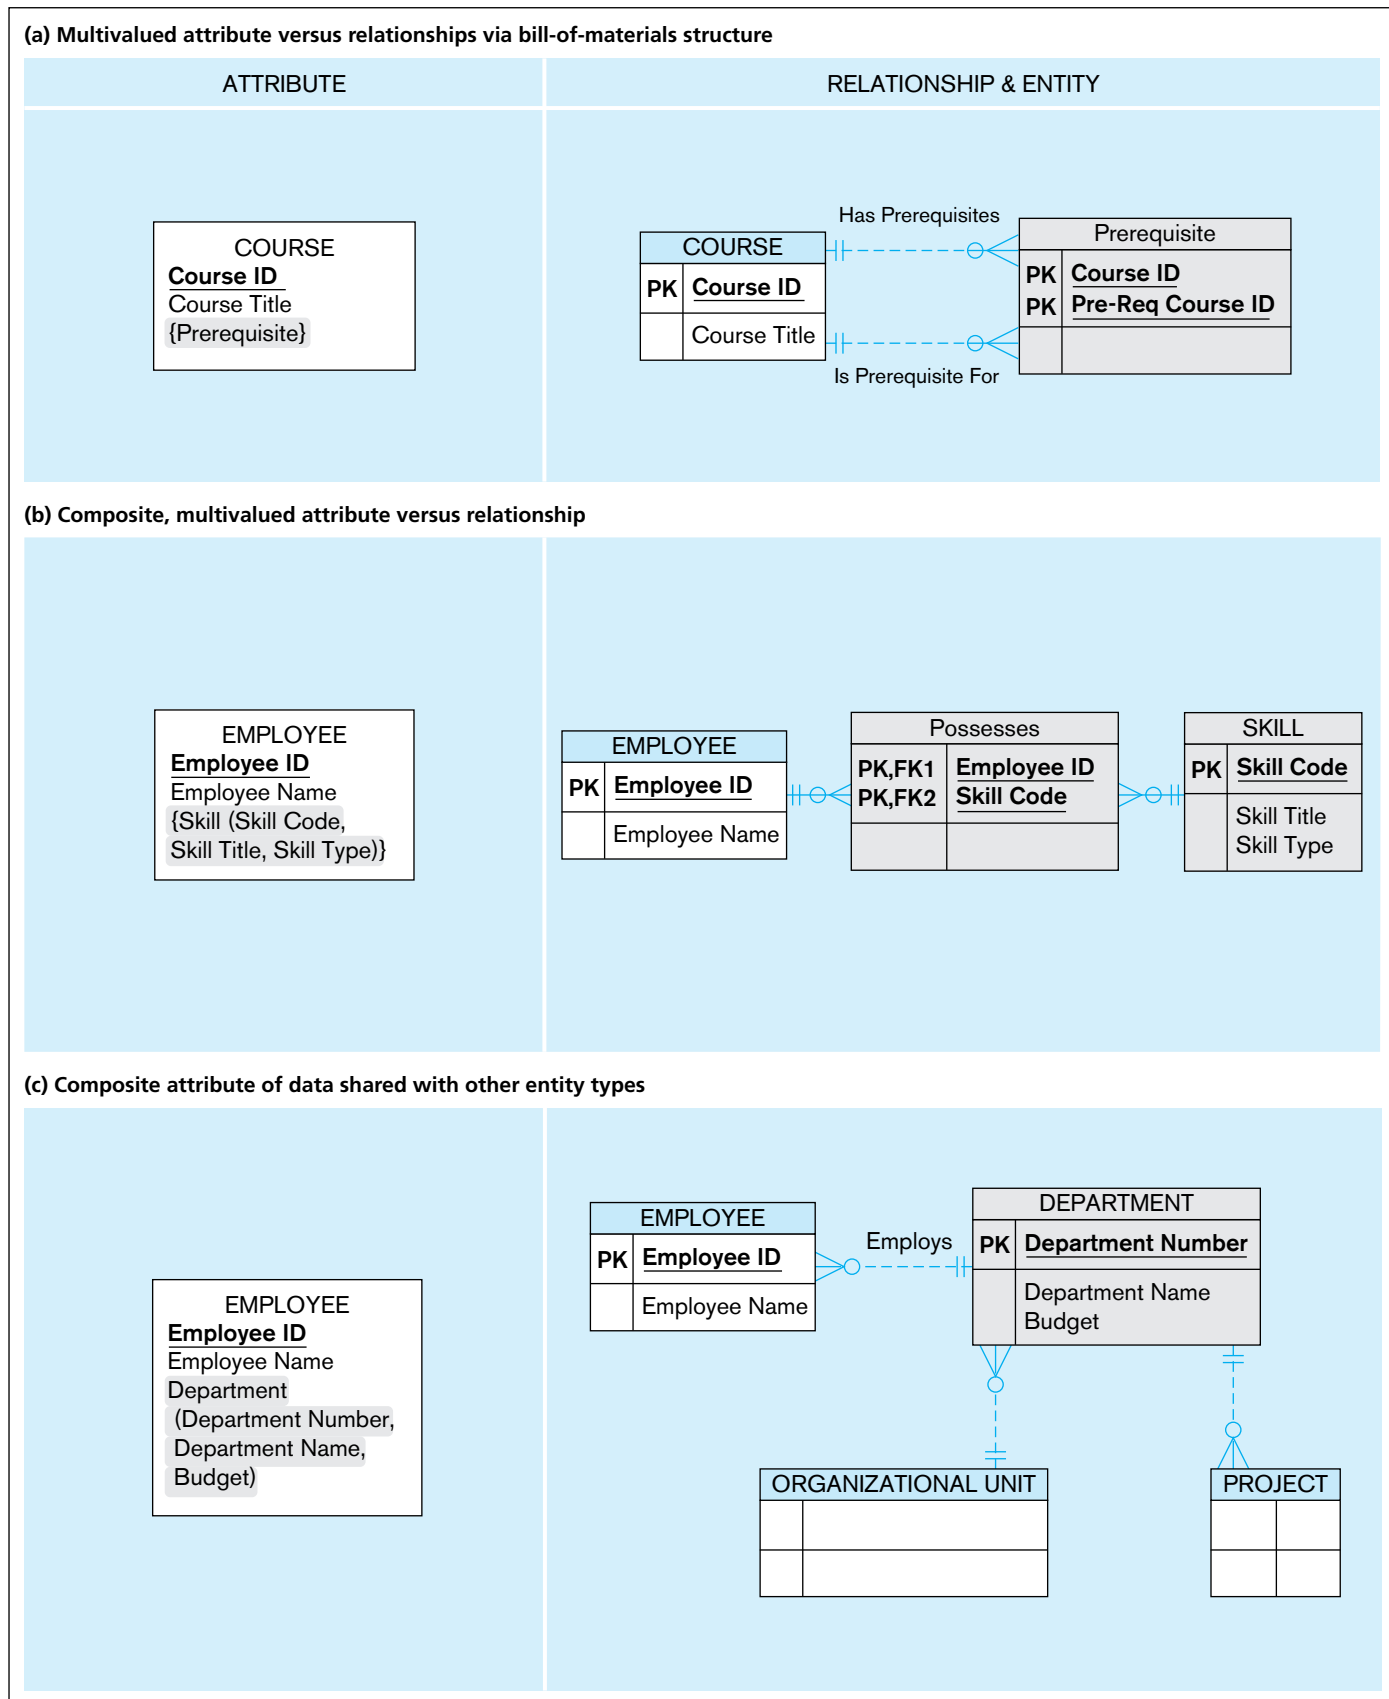 (a) Multivalued attribute versus relationships via bill-of-materials structure
ATTRIBUTE
RELATIONSHIP & ENTITY
COURSE
Course ID
Course Title
{Prerequisite}
Has Prerequisites
COURSE
PK Course ID
Course Title
Is Prerequisite For
Prerequisite
PK Course ID
PK Pre-Req Course ID
(b) Composite, multivalued attribute versus relationship
EMPLOYEE
Employee ID
Employee Name
{Skill (Skill Code,
Skill Title, Skill Type)}
EMPLOYEE
PK Employee ID
Employee Name
Possesses
PK,FK1 Employee ID
PK,FK2 Skill Code
SKILL
PK Skill Code
Skill Title
Skill Type
(c) Composite attribute of data shared with other entity types
EMPLOYEE
Employee ID
Employee Name
Department
(Department Number,
Department Name,
Budget)
EMPLOYEE
PK Employee ID
Employee Name
Employs
DEPARTMENT
PK Department Number
Department Name
Budget
ORGANIZATIONAL UNIT
PROJECT